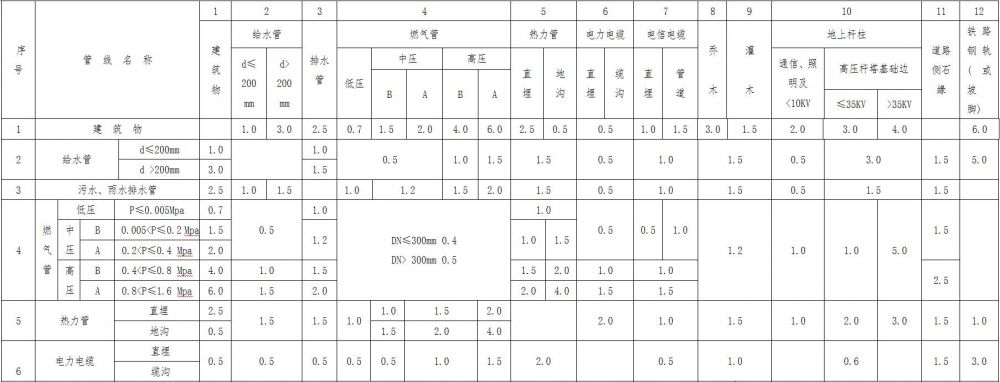 序号 管线名称 1 2 3 4 5 6 7 8 9 10 11 12
建筑物 给水管 排水管 燃气管 热力管 电力电缆 电信电缆 乔木 灌木 地上杆柱 道路侧石缘 铁路钢轨(或坡脚)
d≤200mm d>200mm 低压 中压 高压 直埋 地沟 直埋 缆沟 直埋 管道 通信、照明及<10KV 高压杆塔基础边
B A B A ≤35KV >35KV
1 建筑物 1.0 3.0 2.5 0.7 1.5 2.0 4.0 6.0 2.5 0.5 0.5 1.0 1.5 3.0 1.5 2.0 3.0 4.0 6.0
2 给水管 d≤200mm 1.0 1.0 0.5 1.0 1.5 1.5 0.5 1.0 1.5 0.5 3.0 1.5 5.0
d >200mm 3.0 1.5
3 污水、雨水排水管 2.5 1.0 1.5 1.0 1.2 1.5 2.0 1.5 0.5 1.0 1.5 0.5 1.5 1.5
4 燃气管 低压 P≤0.005Mpa 0.7 0.5 1.0 DN≤300mm 0.4 1.0 0.5 0.5 1.0 1.2 1.0 1.0 5.0 1.5
中压 B 0.005<P≤0.2 Mpa 1.5 1.2 DN> 300mm 0.5 1.0 1.5
A 0.2<P≤0.4 Mpa 2.0
高压 B 0.4<P≤0.8 Mpa 4.0 1.0 1.5 1.5 2.0 1.0 1.0 2.5
A 0.8<P≤1.6 Mpa 6.0 1.5 2.0 2.0 4.0 1.5 1.5
5 热力管 直埋 2.5 1.5 1.5 1.0 1.0 1.5 2.0 2.0 1.0 1.5 1.0 2.0 3.0 1.5 1.0
地沟 0.5 1.5 2.0 4.0
6 电力电缆 直埋 0.5 0.5 0.5 0.5 0.5 1.0 1.5 2.0 0.5 1.0 0.6 1.5 3.0
缆沟